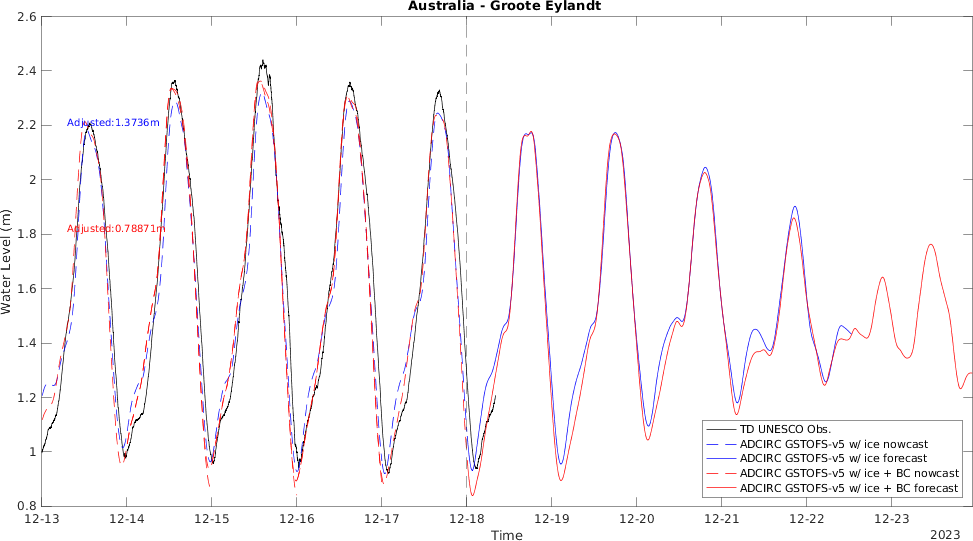 Australia - Groote Eylandt
2.6
2.4
2.2
2
1.8
1.6
1.4
1.2
1
0.8
Water Level (m)
Adjusted:1.3736m
Adjusted:0.78871m
TD UNESCO Obs.
ADCIRC GSTOFS-v5 w/ ice nowcast
ADCIRC GSTOFS-v5 w/ ice forecast
ADCIRC GSTOFS-v5 w/ ice + BC nowcast
ADCIRC GSTOFS-v5 w/ ice + BC forecast
12-13 12-14 12-15 12-16 12-17 12-18 12-19 12-20 12-21 12-22 12-23
Time
2023